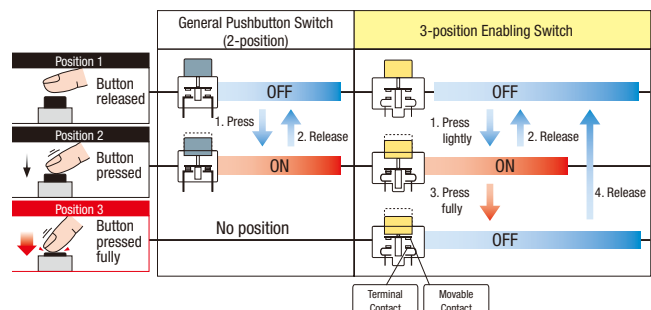 General Pushbutton Switch
(2-position)
3-position Enabling Switch
Position 1
Button
released
OFF
OFF
1. Press
2. Release
1. Press
lightly
2. Release
Position 2
Button
pressed
ON
ON
3. Press
fully
4. Release
Position 3
Button
pressed
fully
No position
OFF
Terminal
Contact
Movable
Contact